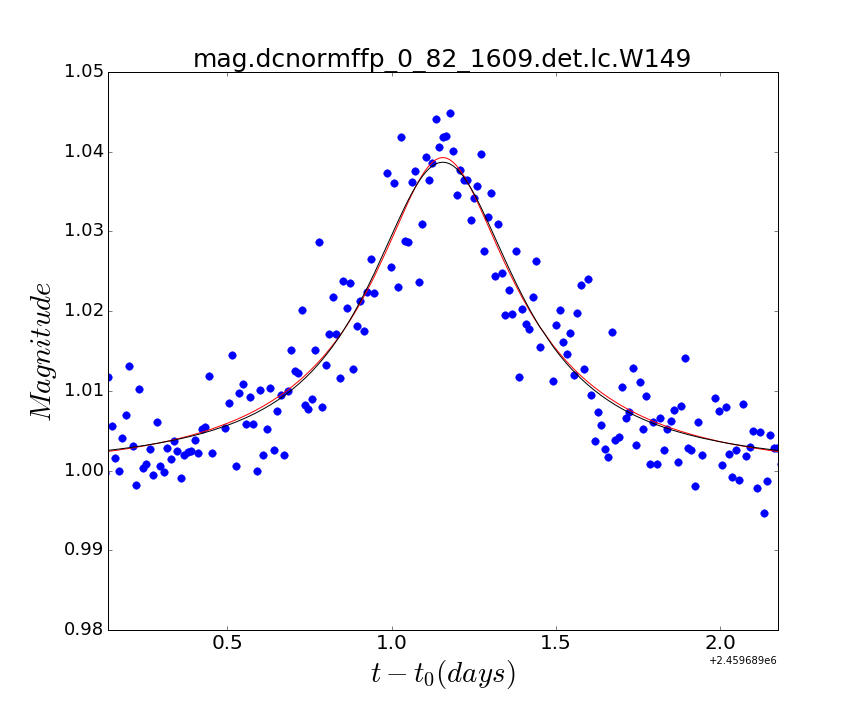 mag.dcnormffp_0_82_1609.det.lc.W149
1.05
1.04
1.03
1.02
1.01
1.00
0.99
0.98
Magnitude
0.5 1.0 1.5 2.0
+2.459689e6
t − t₀(days)